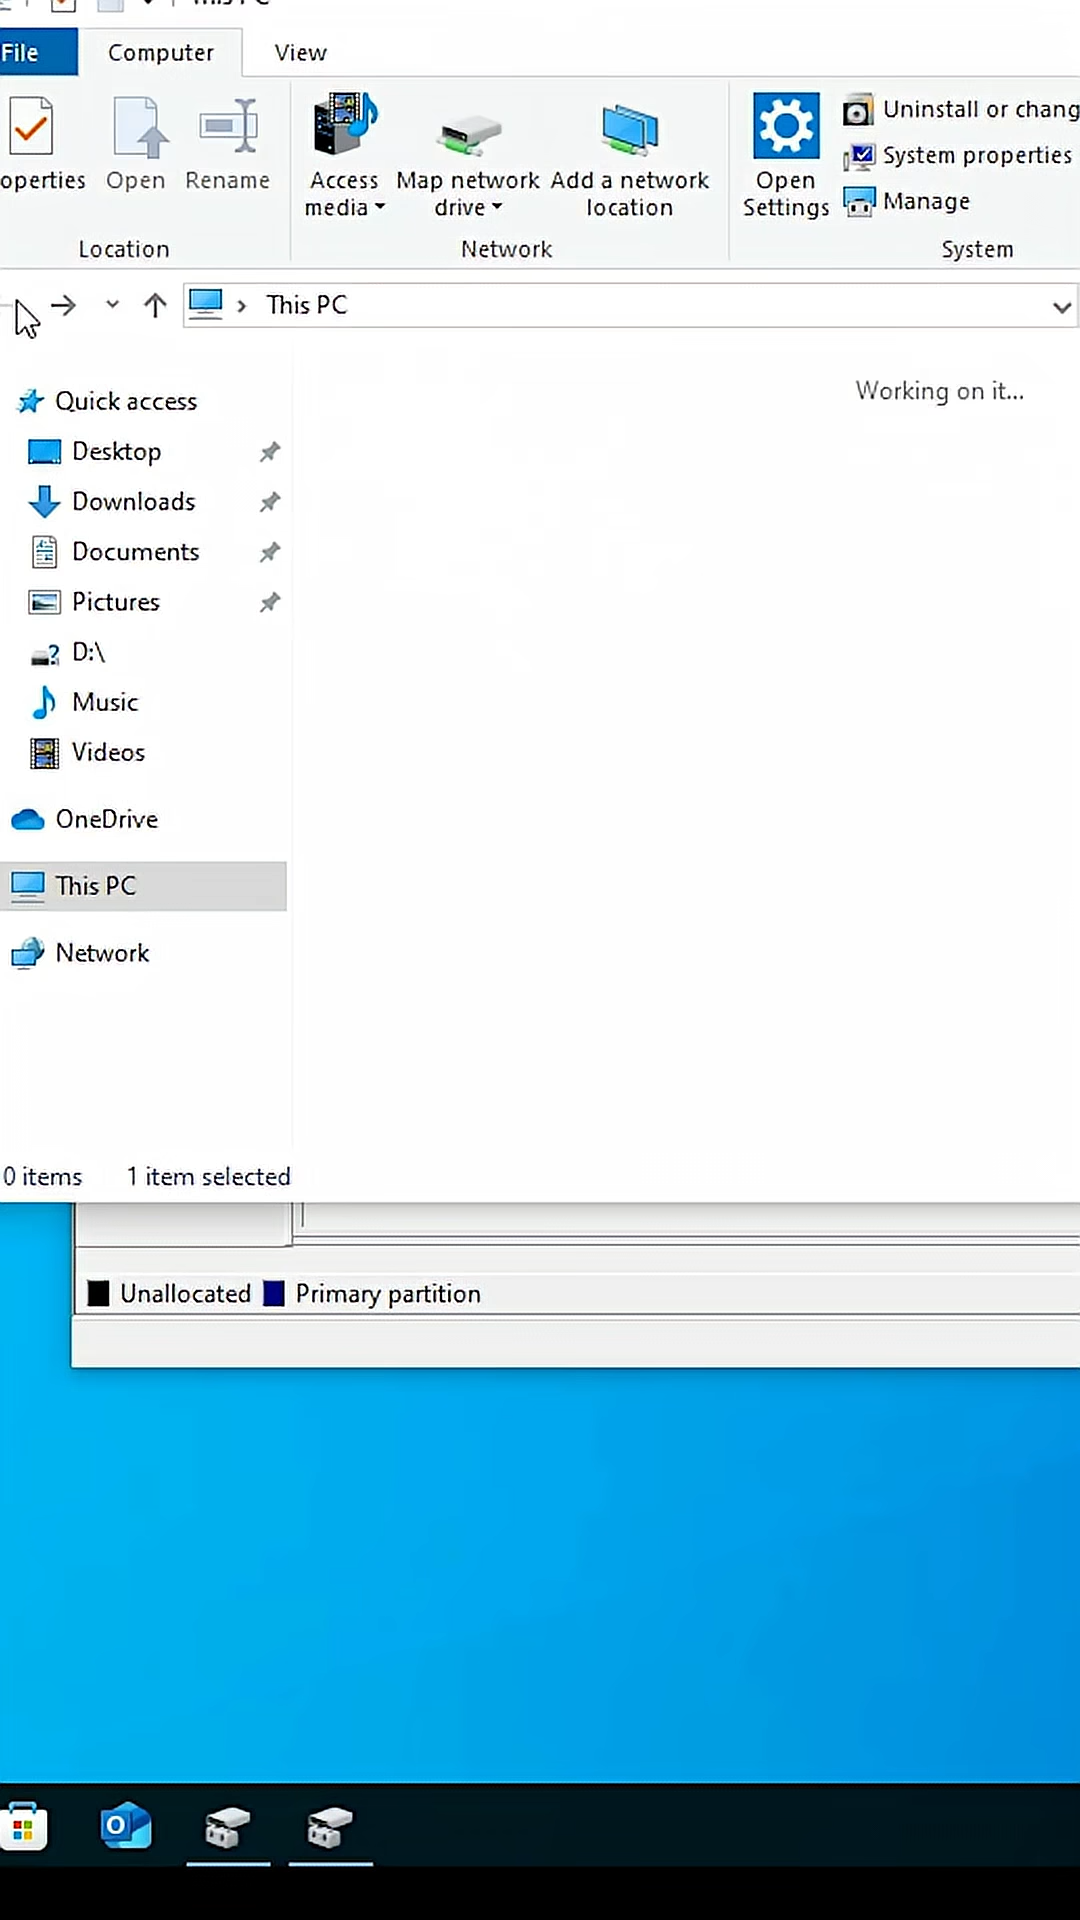 This PC
File
Computer
View
operties
Open
Rename
Access
media
Map network
drive
Add a network
location
Open
Settings
Uninstall or chang
System properties
Manage
Location
Network
System
This PC
Working on it...
Quick access
Desktop
Downloads
Documents
Pictures
D:\
Music
Videos
OneDrive
This PC
Network
0 items
1 item selected
Unallocated
Primary partition